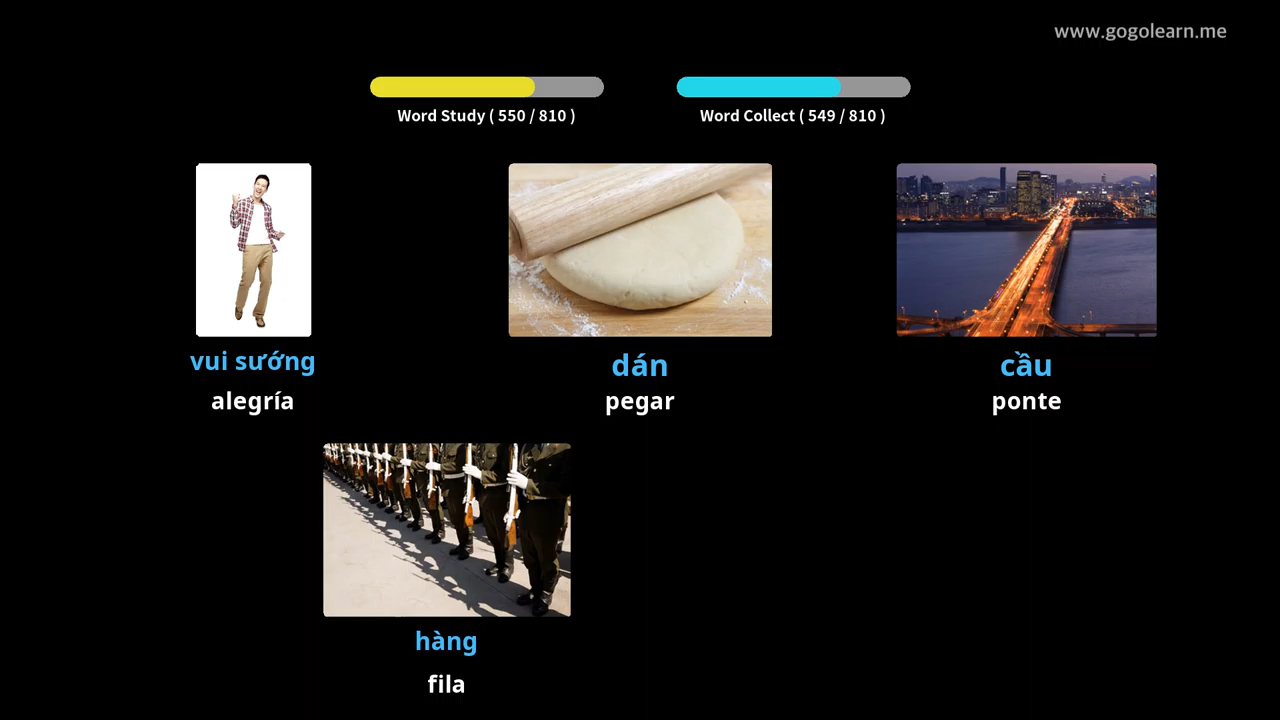 www.gogolearn.me
Word Study ( 550 / 810 )
Word Collect ( 549 / 810 )
vui sướng
alegría
dán
pegar
cầu
ponte
hàng
fila